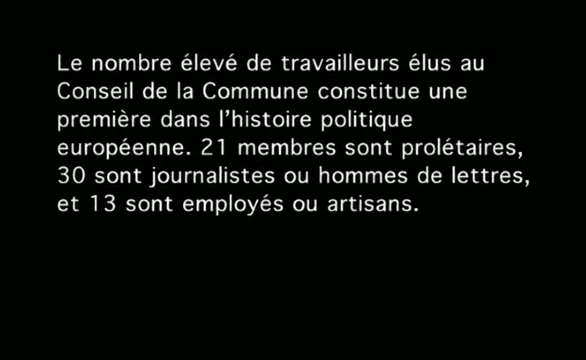 Le nombre élevé de travailleurs élus au
Conseil de la Commune constitue une
première dans l'histoire politique
européenne. 21 membres sont prolétaires,
30 sont journalistes ou hommes de lettres,
et 13 sont employés ou artisans.